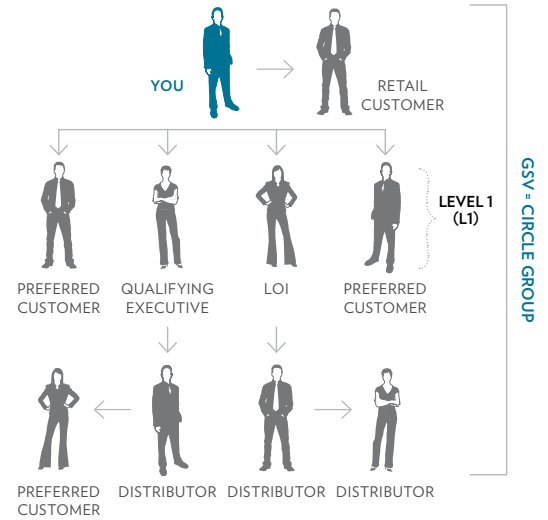 YOU
RETAIL
CUSTOMER
LEVEL 1
(L1)
GSV = CIRCLE GROUP
PREFERRED
CUSTOMER
QUALIFYING
EXECUTIVE
LOI
PREFERRED
CUSTOMER
PREFERRED
CUSTOMER
DISTRIBUTOR
DISTRIBUTOR
DISTRIBUTOR